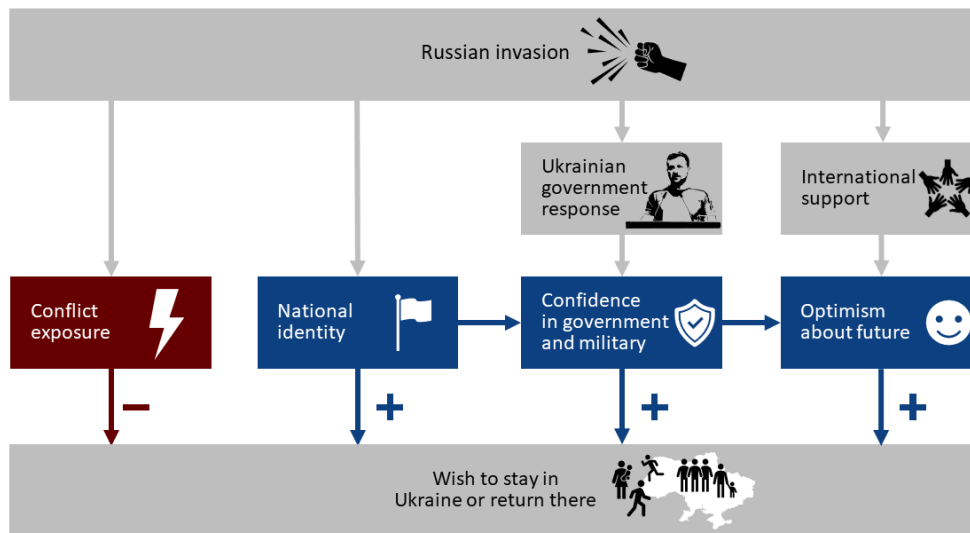 Russian invasion
Ukrainian
government
response
International
support
Conflict
exposure
National
identity
Confidence
in government
and military
Optimism
about future
−
+
+
+
Wish to stay in
Ukraine or return there